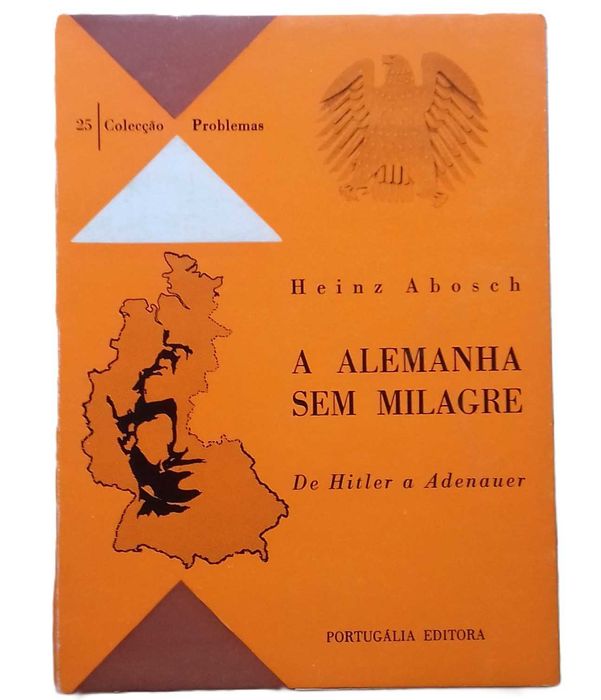 25 | Colecção Problemas
Heinz Abosch
A ALEMANHA
SEM MILAGRE
De Hitler a Adenauer
PORTUGÁLIA EDITORA